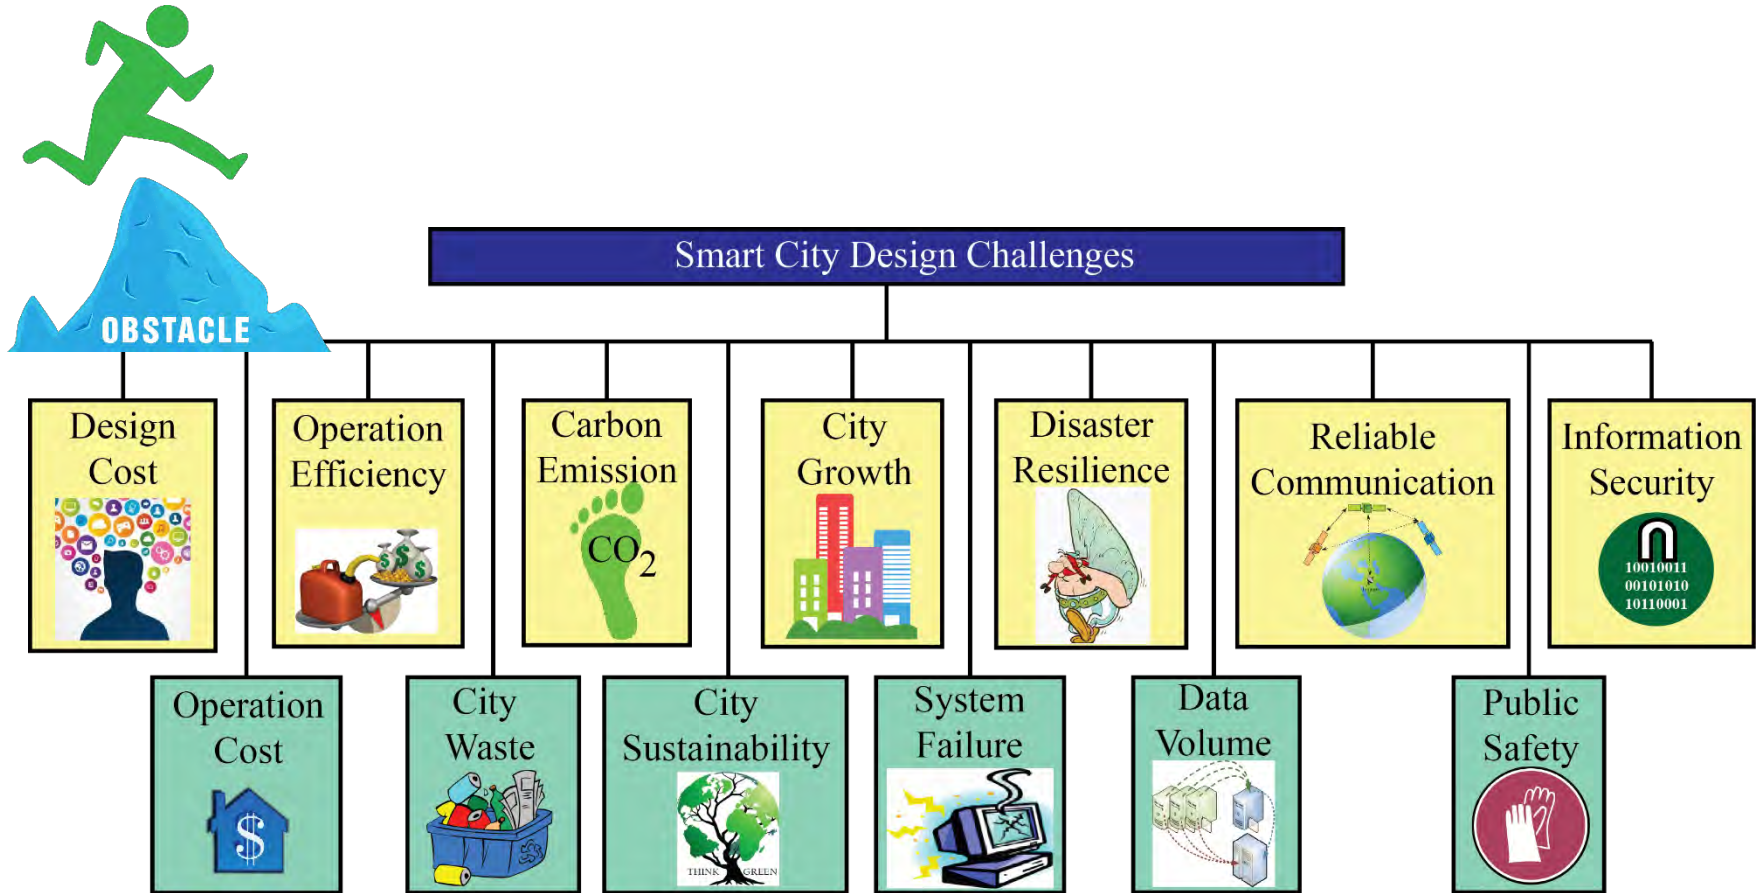 OBSTACLE
Smart City Design Challenges
Design
Cost
Operation
Efficiency
$
$
$
Carbon
Emission
CO2
City
Growth
Disaster
Resilience
Reliable
Communication
Information
Security
10010011
00101010
10110001
Operation
Cost
$
City
Waste
City
Sustainability
THINK GREEN
System
Failure
Data
Volume
Public
Safety